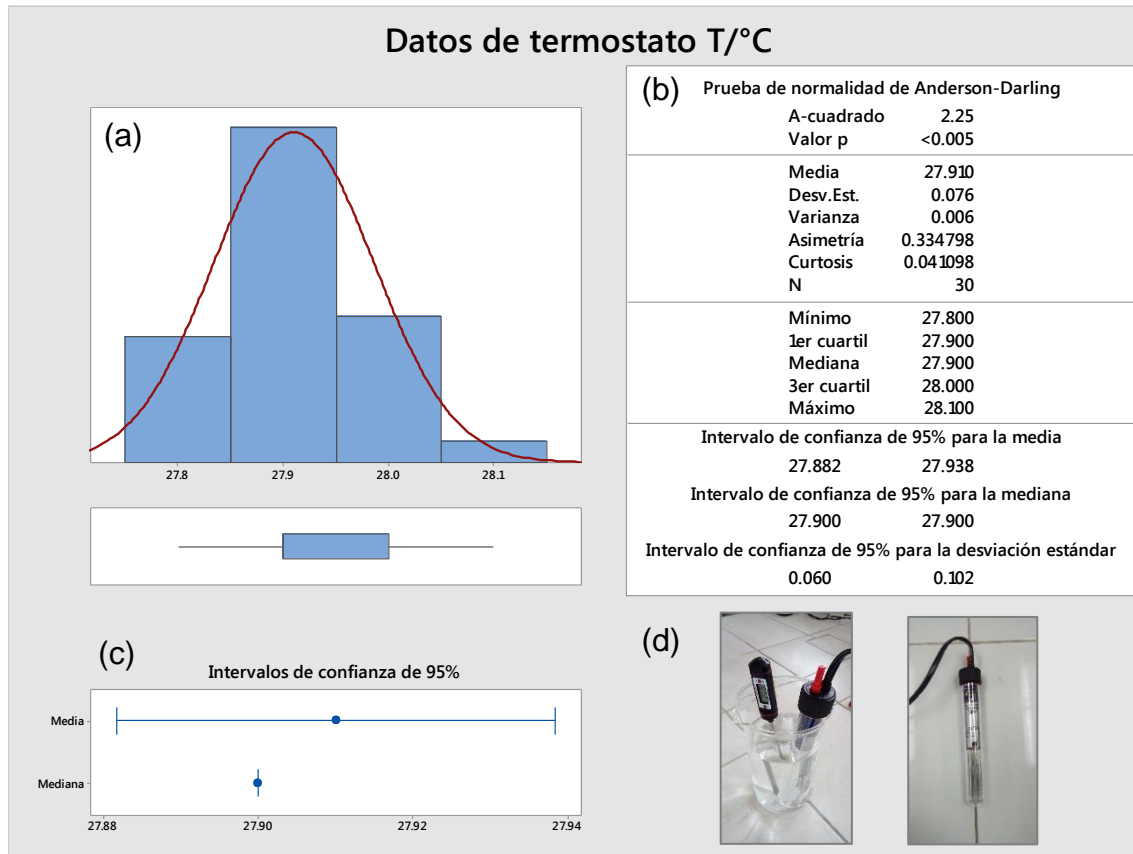 Datos de termostato T/°C
(a)
27.8 27.9 28.0 28.1
(b) Prueba de normalidad de Anderson-Darling
A-cuadrado 2.25
Valor p <0.005
Media 27.910
Desv.Est. 0.076
Varianza 0.006
Asimetría 0.334798
Curtosis 0.041098
N 30
Mínimo 27.800
1er cuartil 27.900
Mediana 27.900
3er cuartil 28.000
Máximo 28.100
Intervalo de confianza de 95% para la media
27.882 27.938
Intervalo de confianza de 95% para la mediana
27.900 27.900
Intervalo de confianza de 95% para la desviación estándar
0.060 0.102
(c)
Intervalos de confianza de 95%
Media
Mediana
27.88 27.90 27.92 27.94
(d)